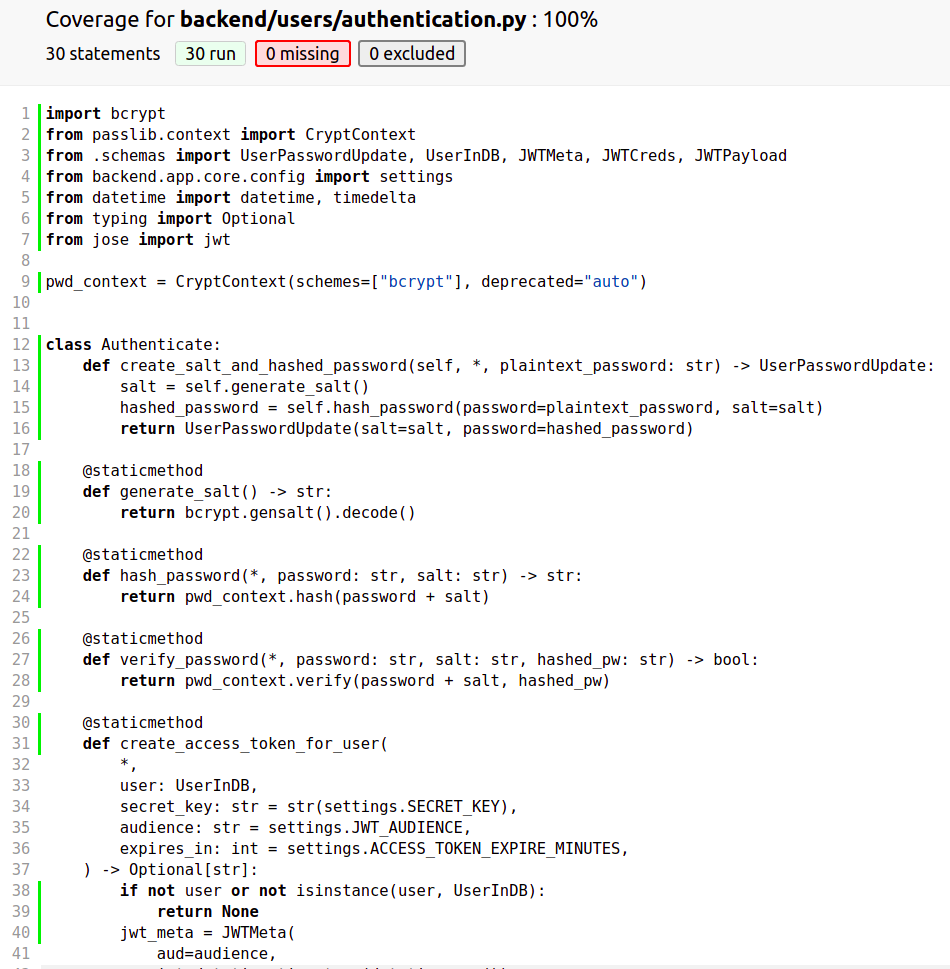 Coverage for backend/users/authentication.py : 100%
30 statements 30 run 0 missing 0 excluded
1 import bcrypt
2 from passlib.context import CryptContext
3 from .schemas import UserPasswordUpdate, UserInDB, JWTMeta, JWTCreds, JWTPayload
4 from backend.app.core.config import settings
5 from datetime import datetime, timedelta
6 from typing import Optional
7 from jose import jwt
8
9 pwd_context = CryptContext(schemes=["bcrypt"], deprecated="auto")
10
11
12 class Authenticate:
13     def create_salt_and_hashed_password(self, *, plaintext_password: str) -> UserPasswordUpdate:
14         salt = self.generate_salt()
15         hashed_password = self.hash_password(password=plaintext_password, salt=salt)
16         return UserPasswordUpdate(salt=salt, password=hashed_password)
17
18     @staticmethod
19     def generate_salt() -> str:
20         return bcrypt.gensalt().decode()
21
22     @staticmethod
23     def hash_password(*, password: str, salt: str) -> str:
24         return pwd_context.hash(password + salt)
25
26     @staticmethod
27     def verify_password(*, password: str, salt: str, hashed_pw: str) -> bool:
28         return pwd_context.verify(password + salt, hashed_pw)
29
30     @staticmethod
31     def create_access_token_for_user(
32         *,
33         user: UserInDB,
34         secret_key: str = str(settings.SECRET_KEY),
35         audience: str = settings.JWT_AUDIENCE,
36         expires_in: int = settings.ACCESS_TOKEN_EXPIRE_MINUTES,
37     ) -> Optional[str]:
38         if not user or not isinstance(user, UserInDB):
39             return None
40         jwt_meta = JWTMeta(
41             aud=audience,